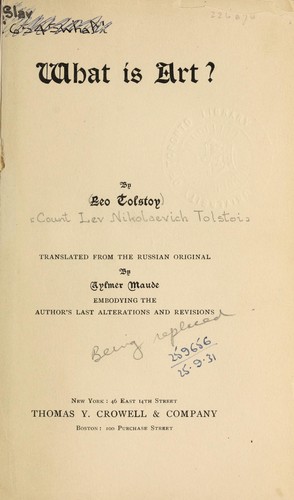 Slav
What is Art?
By
Leo Tolstoy
Count Lev Nikolaevich Tolstoi
TRANSLATED FROM THE RUSSIAN ORIGINAL
By
Aylmer Maude
EMBODYING THE
AUTHOR'S LAST ALTERATIONS AND REVISIONS
Being replaced
259656
25.9.31
NEW YORK: 46 EAST 14TH STREET
THOMAS Y. CROWELL & COMPANY
BOSTON: 100 PURCHASE STREET